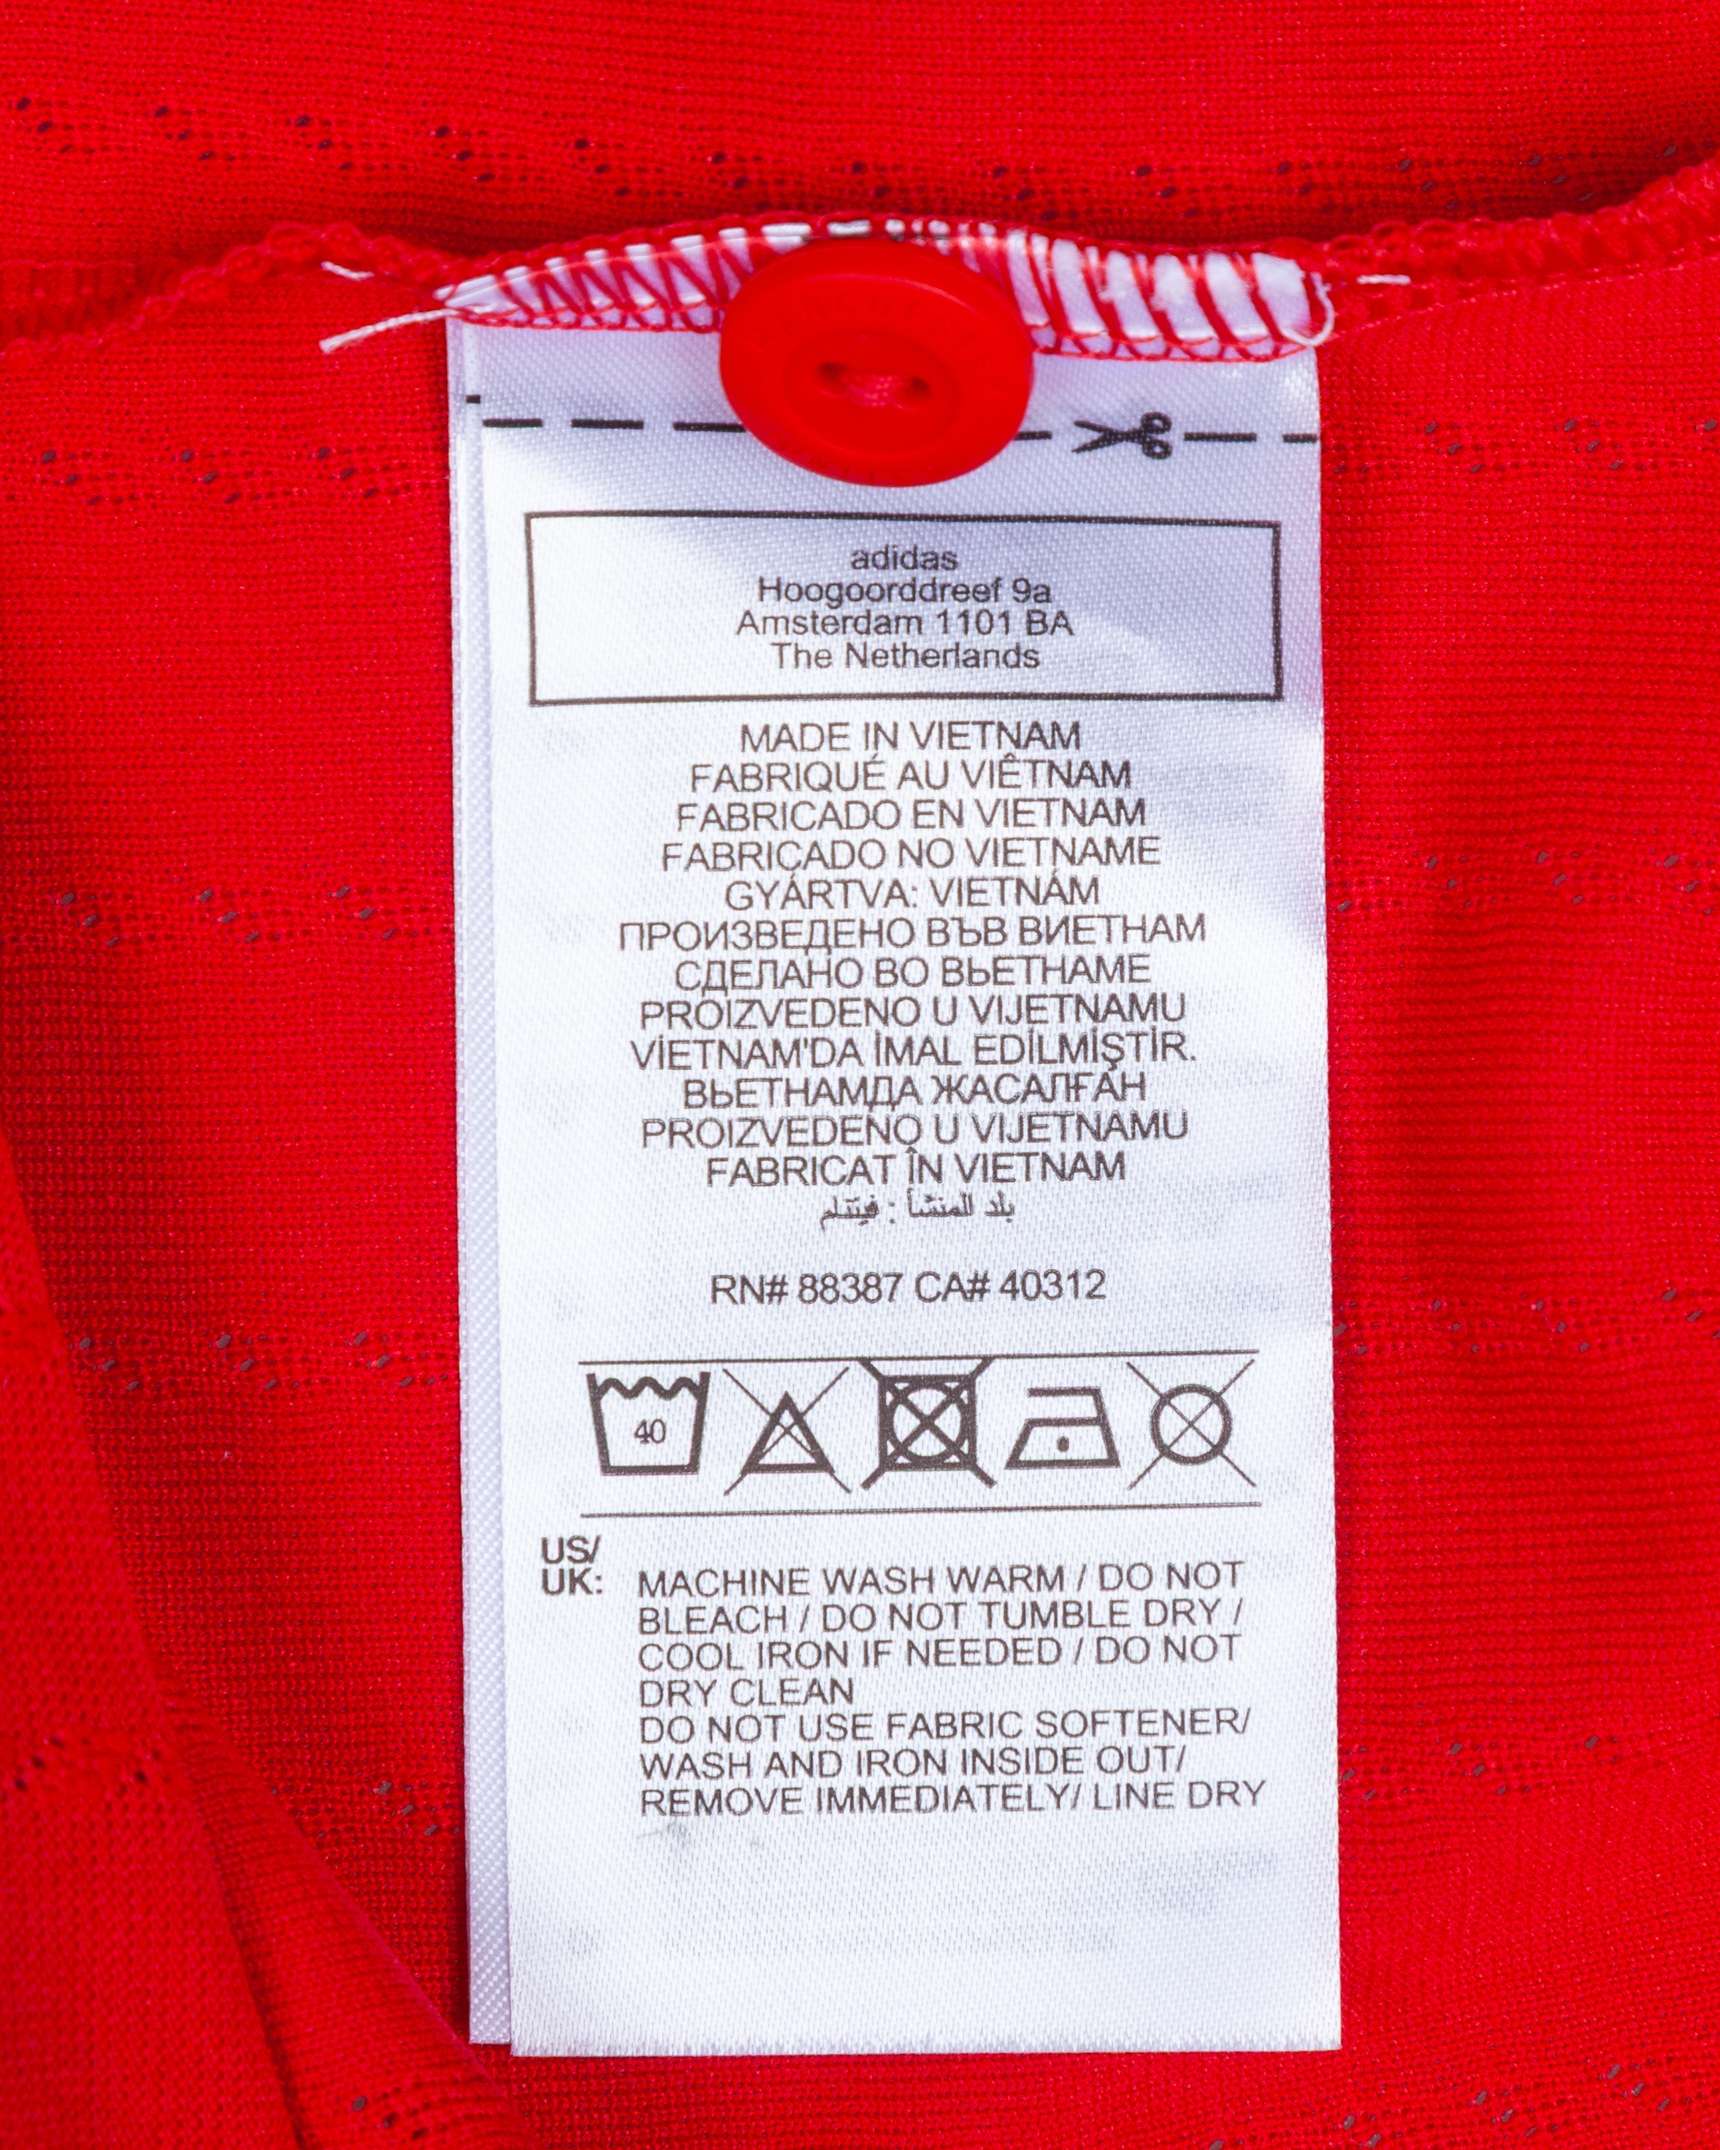 adidas
Hoogoorddreef 9a
Amsterdam 1101 BA
The Netherlands
MADE IN VIETNAM
FABRIQUÉ AU VIÊTNAM
FABRICADO EN VIETNAM
FABRICADO NO VIETNAME
GYÁRTVA: VIETNÁM
ПРОИЗВЕДЕНО ВЪВ ВИЕТНАМ
СДЕЛАНО ВО ВЬЕТНАМЕ
PROIZVEDENO U VIJETNAMU
VİETNAM'DA İMAL EDİLMİŞTİR.
ВЬЕТНАМДА ЖАСАЛҒАН
PROIZVEDENO U VIJETNAMU
FABRICAT ÎN VIETNAM
بلد المنشأ : فيتنام
RN# 88387 CA# 40312
40
US/
UK: MACHINE WASH WARM / DO NOT
BLEACH / DO NOT TUMBLE DRY /
COOL IRON IF NEEDED / DO NOT
DRY CLEAN
DO NOT USE FABRIC SOFTENER/
WASH AND IRON INSIDE OUT/
REMOVE IMMEDIATELY/ LINE DRY